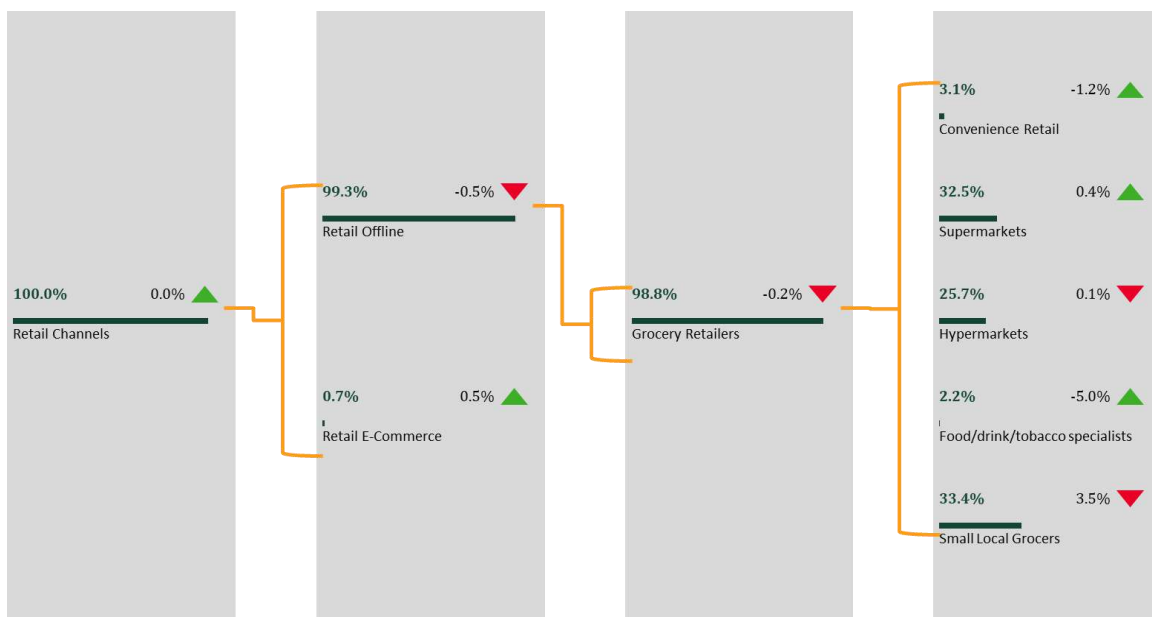 100.0% 0.0%
Retail Channels
99.3% -0.5%
Retail Offline
0.7% 0.5%
Retail E-Commerce
98.8% -0.2%
Grocery Retailers
3.1% -1.2%
Convenience Retail
32.5% 0.4%
Supermarkets
25.7% 0.1%
Hypermarkets
2.2% -5.0%
Food/drink/tobacco specialists
33.4% 3.5%
Small Local Grocers